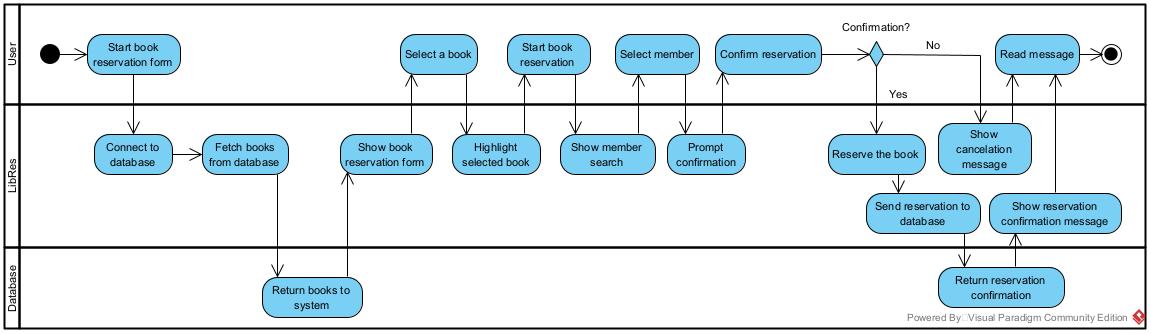 User
Start book
reservation form
Select a book
Start book
reservation
Select member
Confirm reservation
Confirmation?
No
Yes
Read message
LibRes
Connect to
database
Fetch books
from database
Show book
reservation form
Highlight
selected book
Show member
search
Prompt
confirmation
Reserve the book
Show
cancelation
message
Send reservation to
database
Show reservation
confirmation message
Database
Return books to
system
Return reservation
confirmation
Powered By Visual Paradigm Community Edition